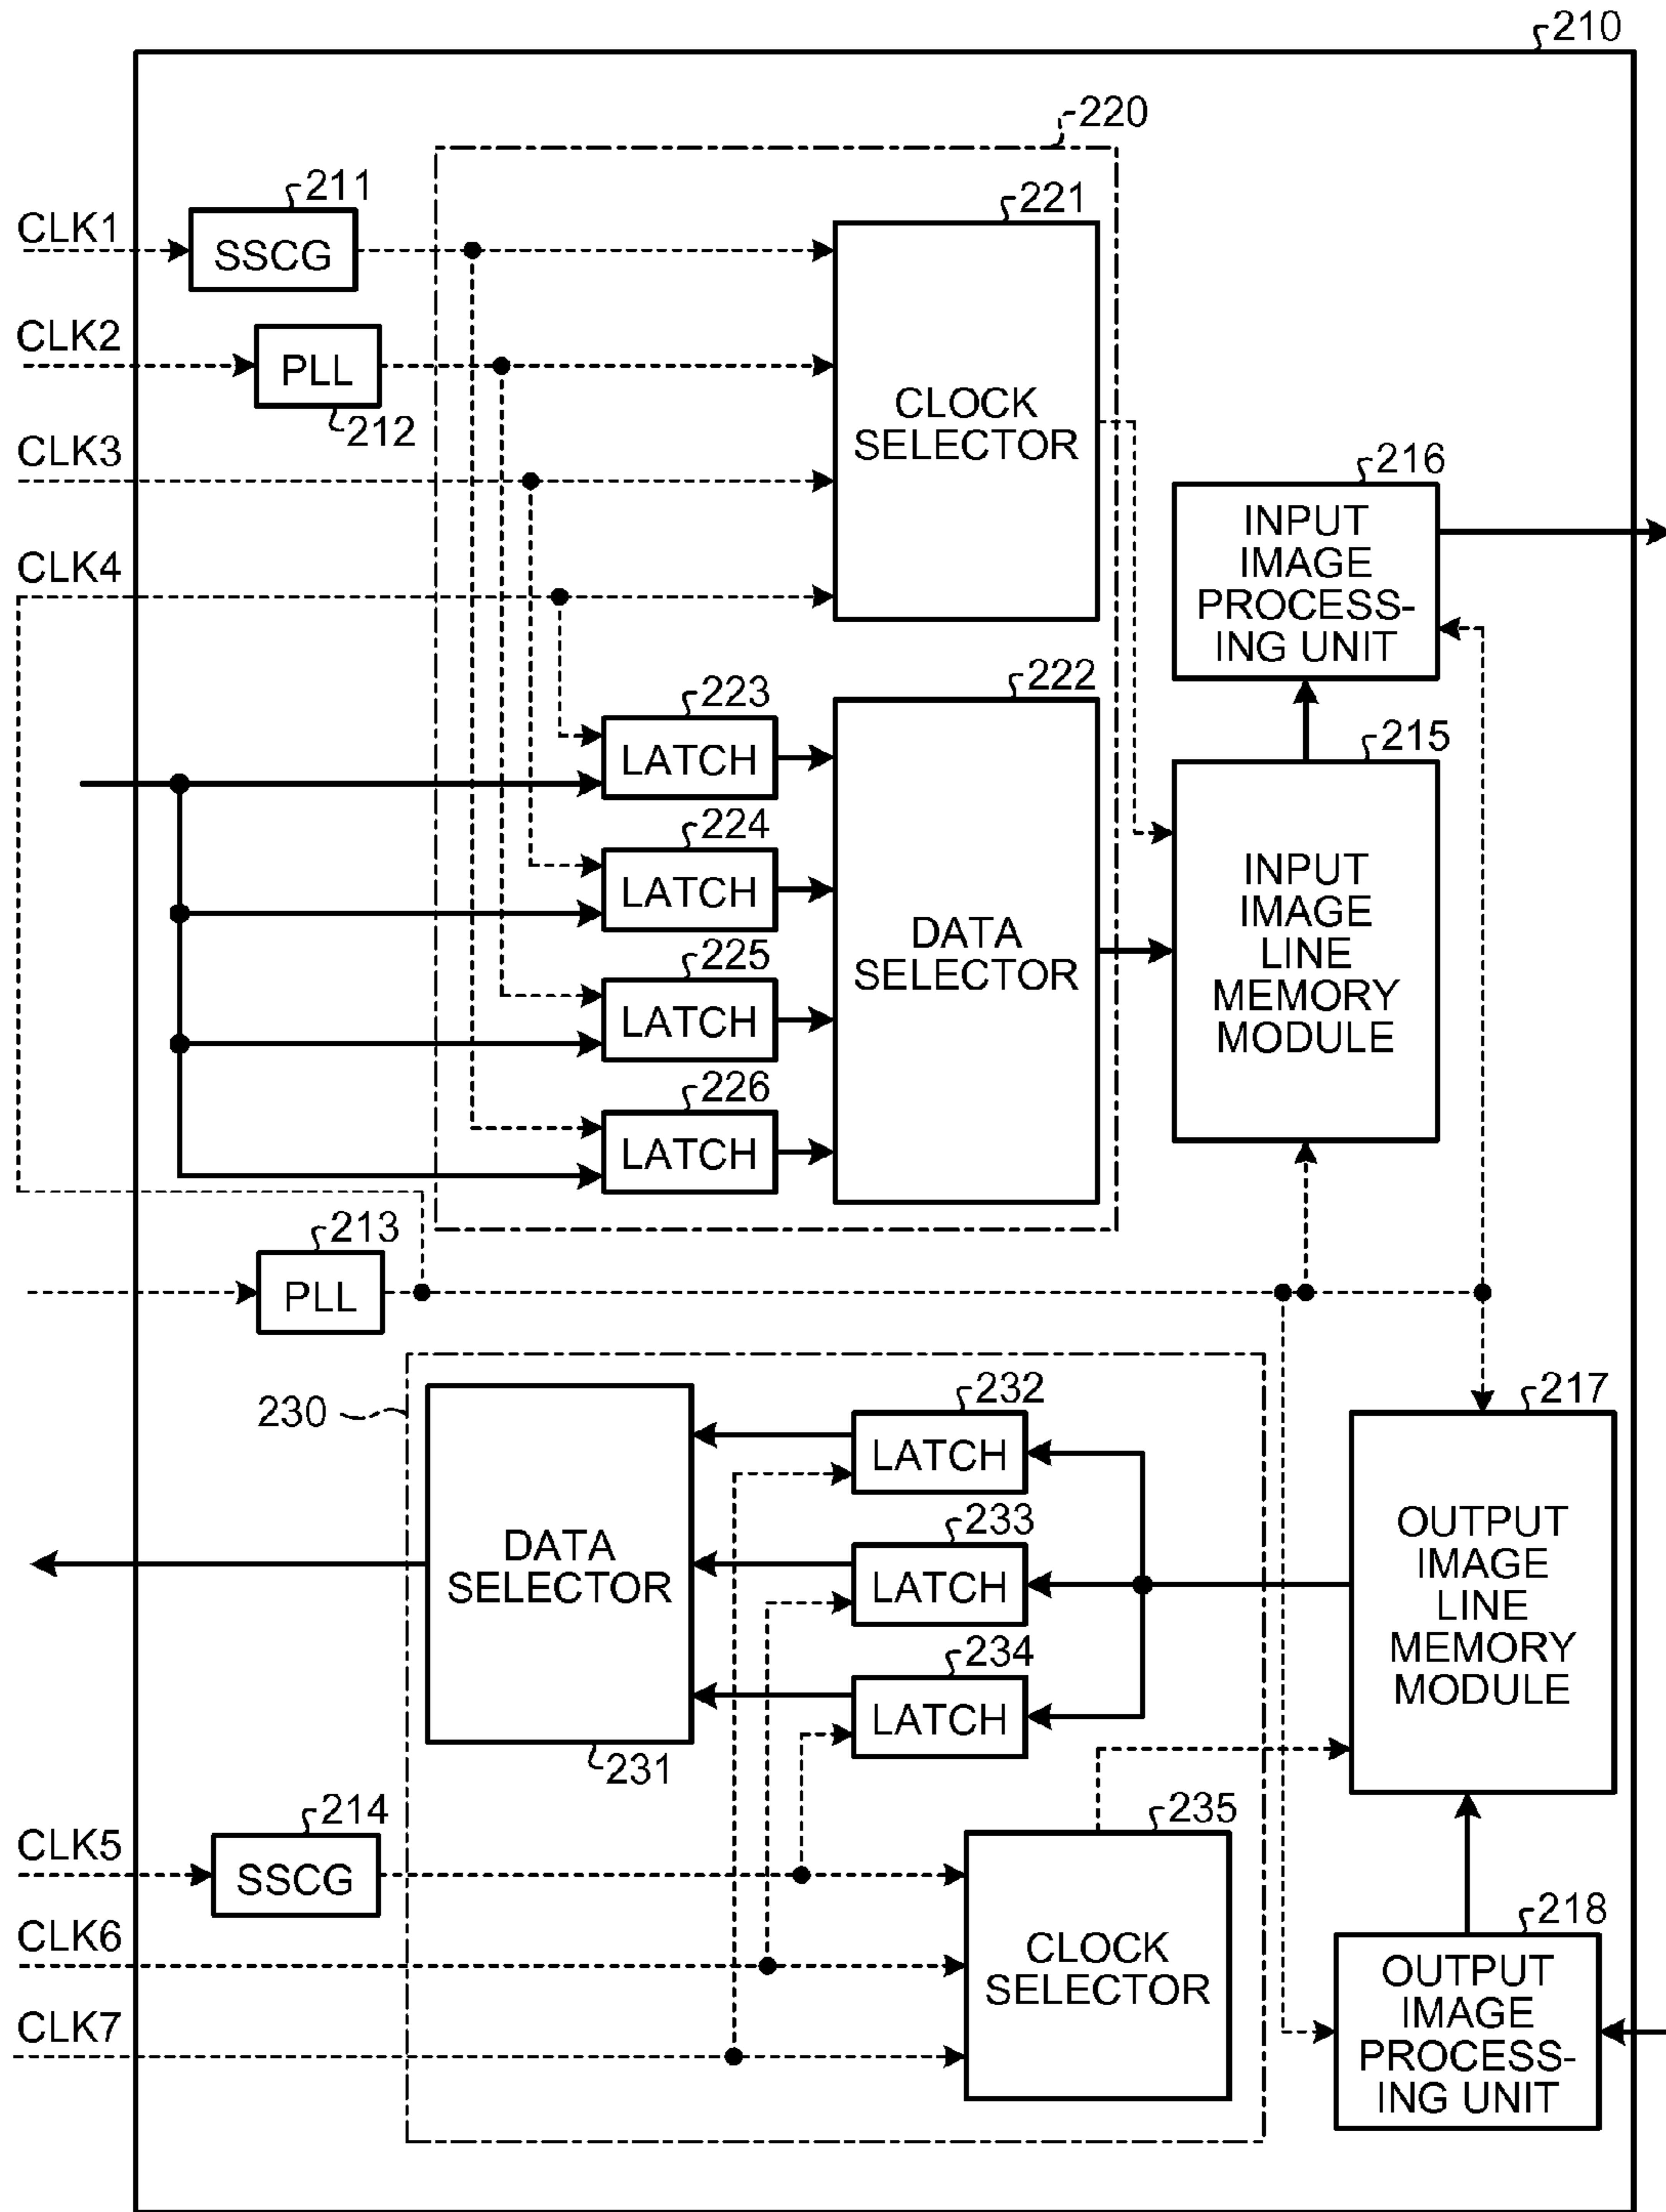 210
220
211
CLK1
SSCG
221
CLK2
PLL
212
CLOCK
SELECTOR
CLK3
216
INPUT
IMAGE
PROCESS-
ING UNIT
CLK4
223
LATCH
222
215
224
LATCH
INPUT
IMAGE
LINE
MEMORY
MODULE
DATA
SELECTOR
225
LATCH
226
LATCH
213
PLL
230
232
LATCH
217
233
LATCH
DATA
SELECTOR
OUTPUT
IMAGE
LINE
MEMORY
MODULE
234
LATCH
231
214
CLK5
SSCG
235
CLK6
CLOCK
SELECTOR
218
OUTPUT
IMAGE
PROCESS-
ING UNIT
CLK7